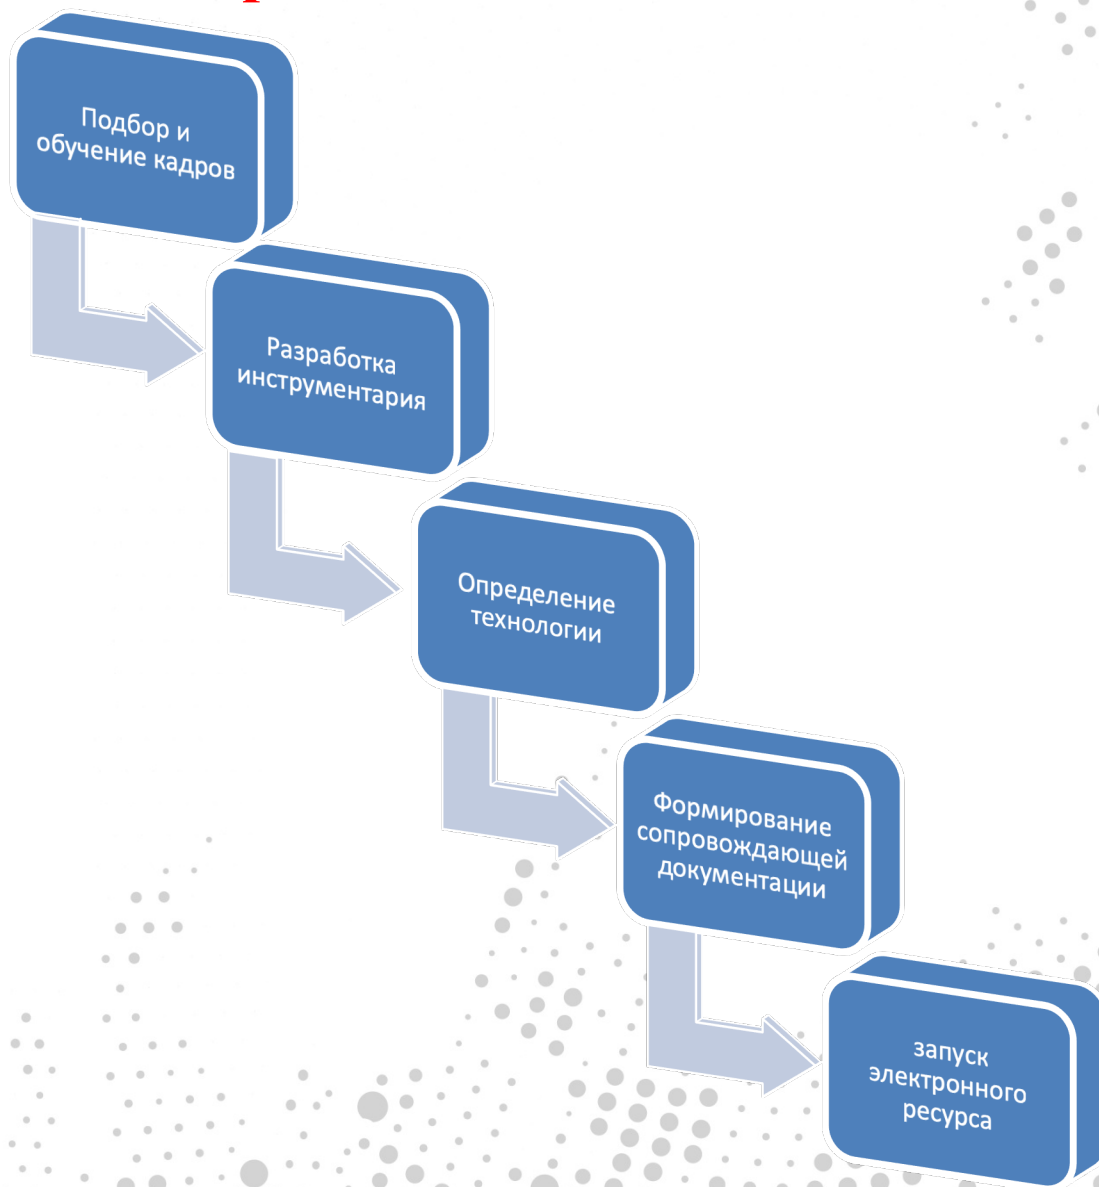 Подбор и
обучение кадров
Разработка
инструментария
Определение
технологии
Формирование
сопровождающей
документации
запуск
электронного
ресурса